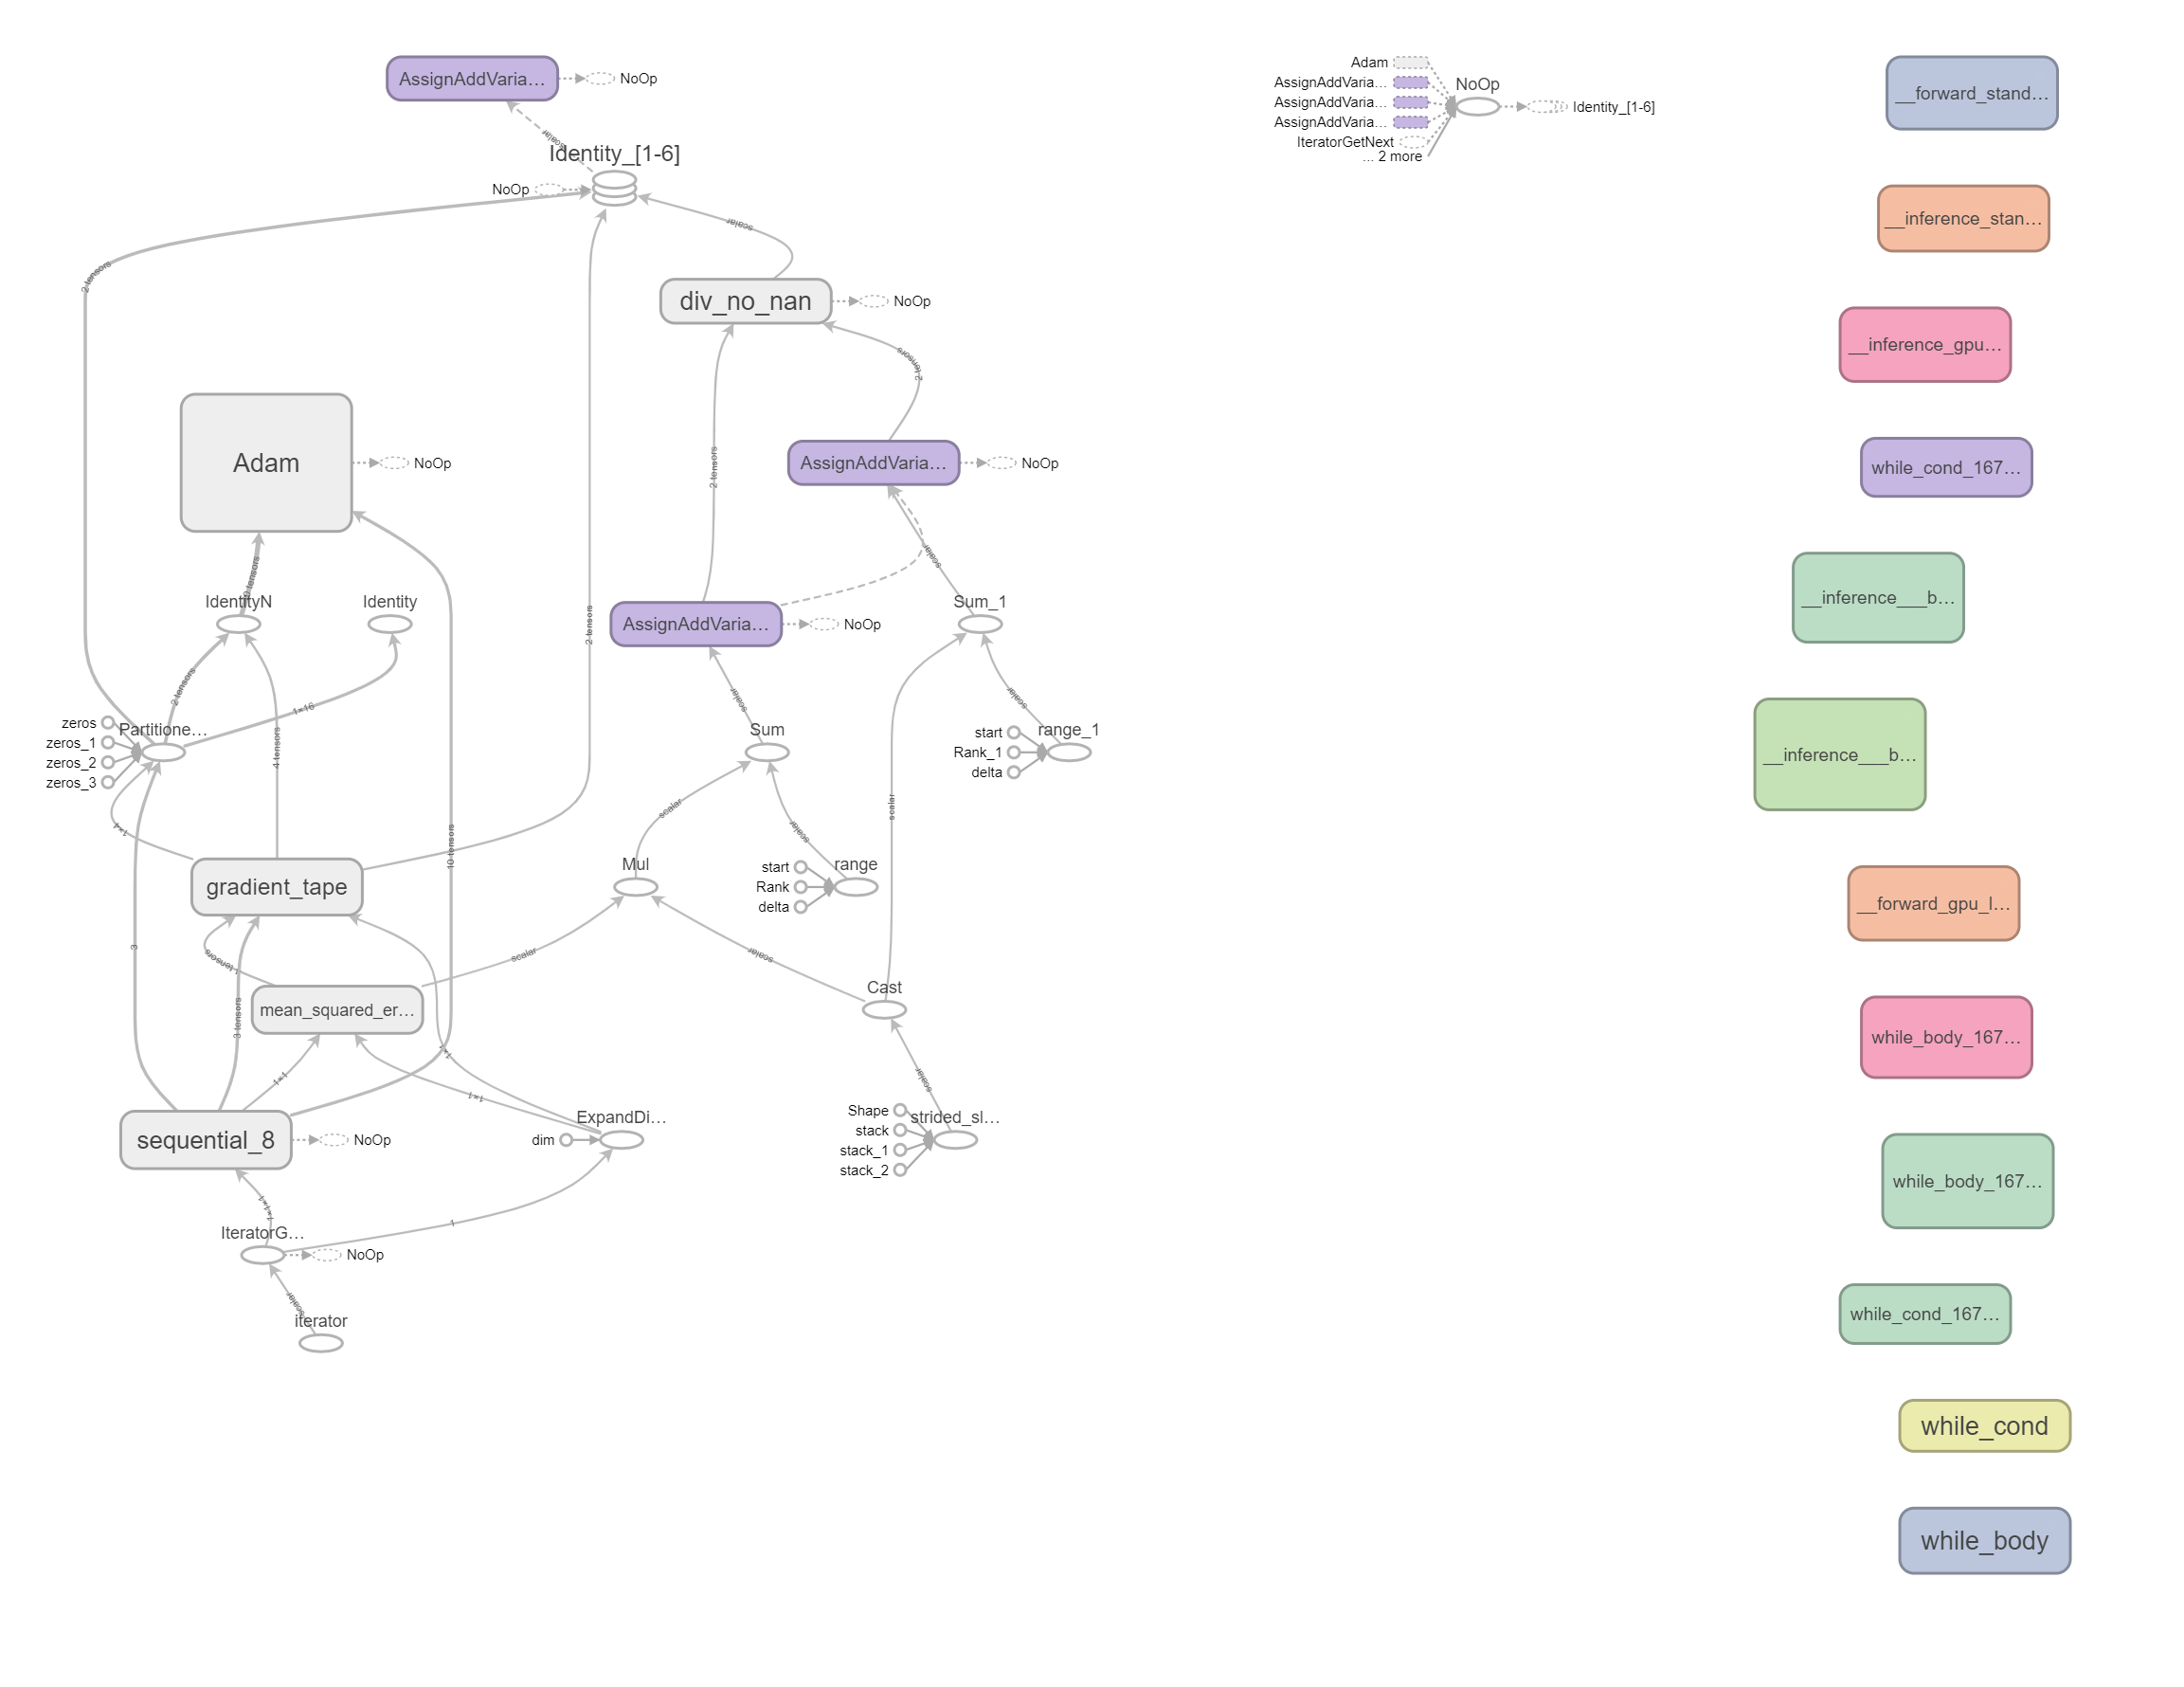 AssignAddVaria…
NoOp
scalar
Identity_[1-6]
NoOp
scalar
2 tensors
div_no_nan
NoOp
2 tensors
2 tensors
Adam
NoOp
AssignAddVaria…
NoOp
scalar
IdentityN
Identity
2 tensors
AssignAddVaria…
NoOp
Sum_1
2 tensors
1×16
scalar
scalar
zeros
zeros_1
zeros_2
zeros_3
Partitione…
4 tensors
Sum
start
Rank_1
delta
range_1
1×1
10 tensors
scalar
scalar
scalar
gradient_tape
Mul
start
Rank
delta
range
3
3 tensors
scalar
scalar
mean_squared_er…
Cast
1×1
1×1
1×1
scalar
sequential_8
NoOp
dim
ExpandDi…
Shape
stack
stack_1
stack_2
strided_sl…
1×1×1
1
IteratorG…
NoOp
scalar
iterator
Adam
AssignAddVaria…
AssignAddVaria…
AssignAddVaria…
IteratorGetNext
... 2 more
NoOp
Identity_[1-6]
__forward_stand…
__inference_stan…
__inference_gpu…
while_cond_167…
__inference___b…
__inference___b…
__forward_gpu_l…
while_body_167…
while_body_167…
while_cond_167…
while_cond
while_body